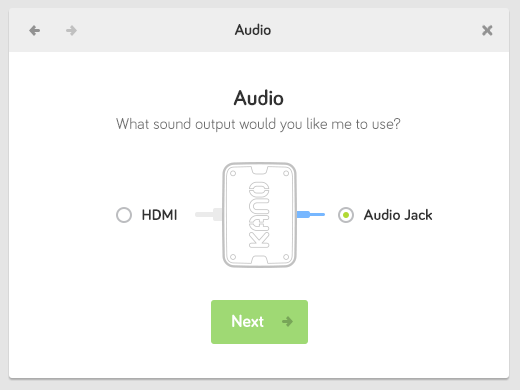 Audio
Audio
What sound output would you like me to use?
HDMI
KANO
Audio Jack
Next